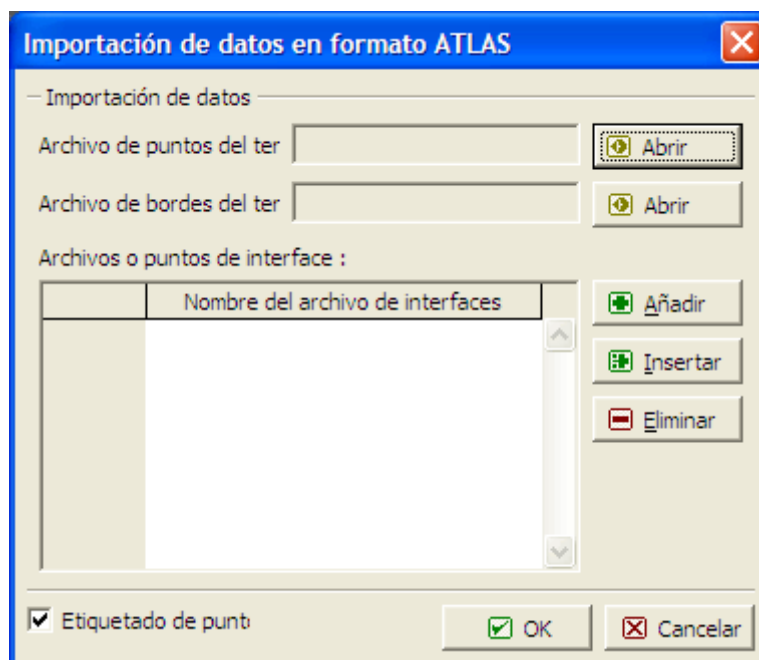 Importación de datos en formato ATLAS
Importación de datos
Archivo de puntos del ter
Abrir
Archivo de bordes del ter
Abrir
Archivos o puntos de interface :
Nombre del archivo de interfaces
Añadir
Insertar
Eliminar
Etiquetado de punt
OK
Cancelar